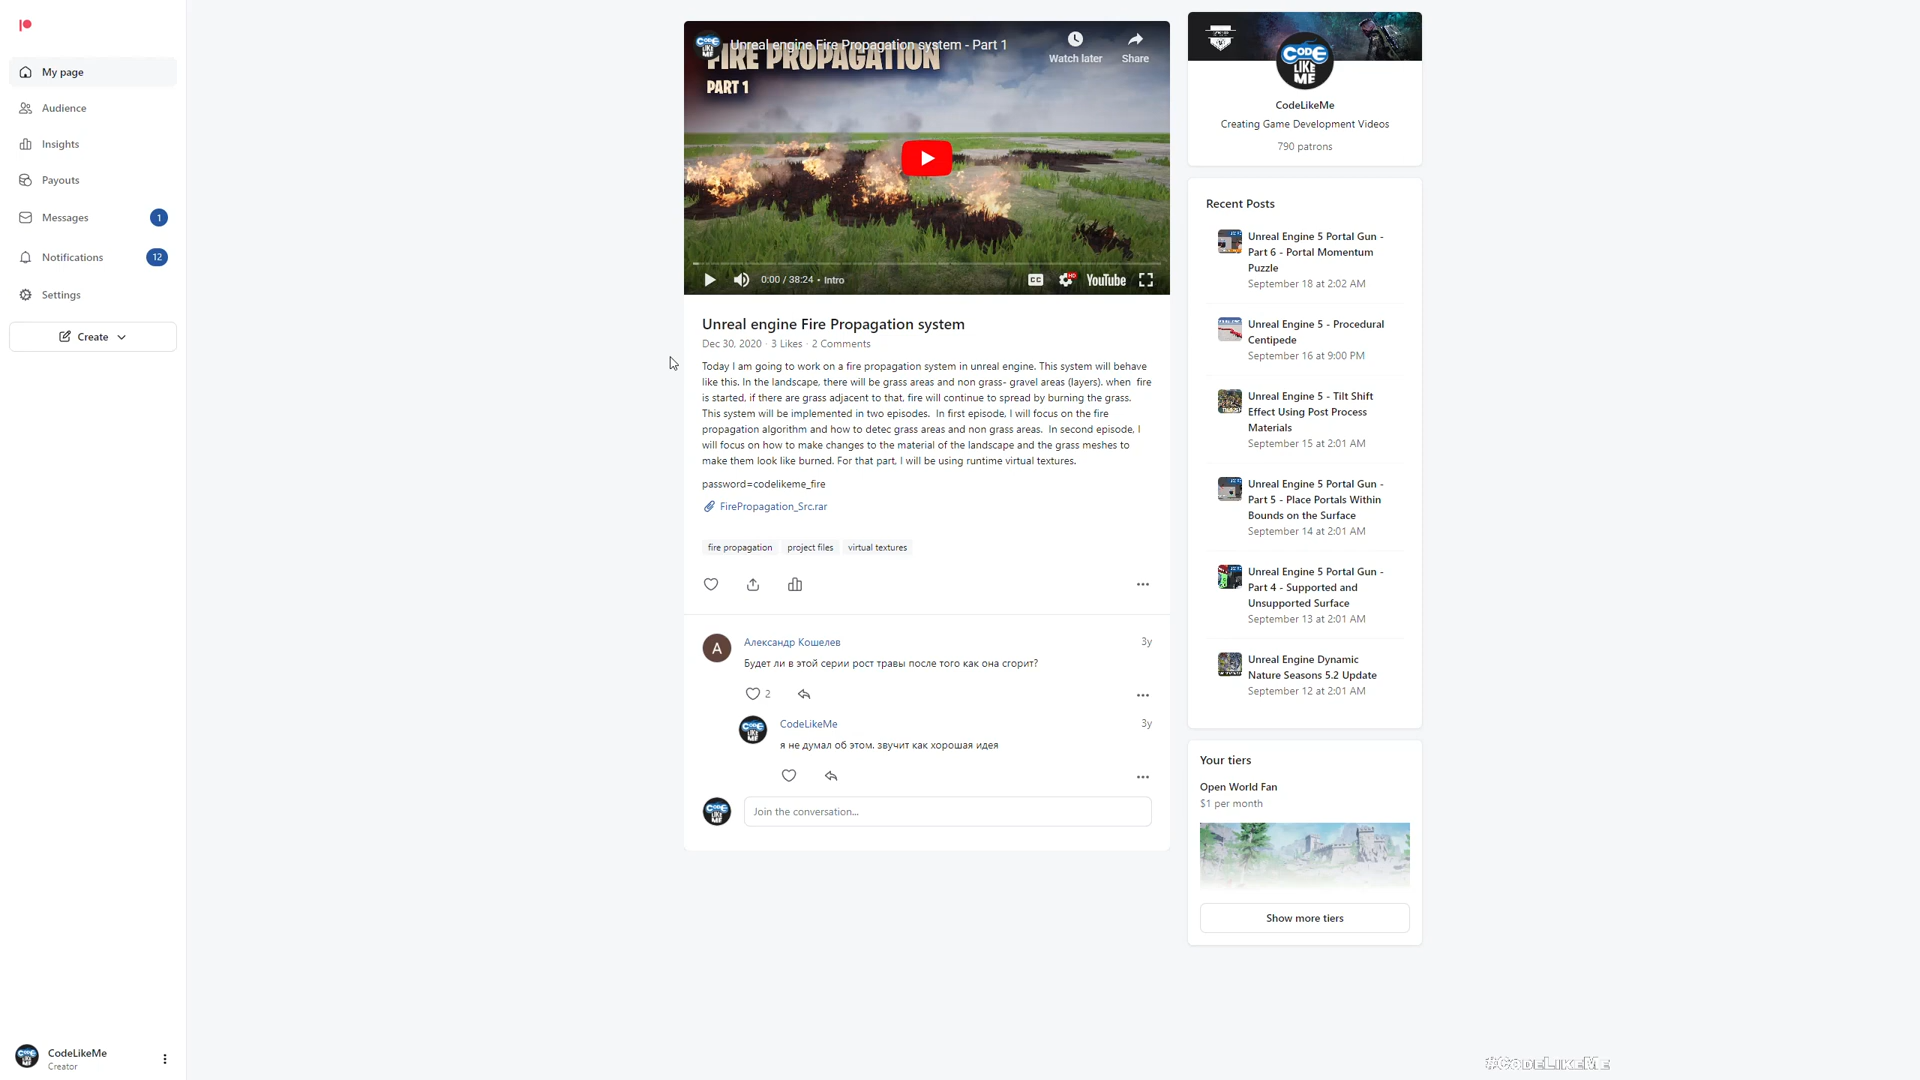 My page
Audience
Insights
Payouts
Messages 1
Notifications 12
Settings
Create
CodeLikeMe
Creator
CODE LIKE ME
Unreal engine Fire Propagation system - Part 1
Watch later
Share
FIRE PROPAGATION
PART 1
0:00 / 38:24 • Intro
CC
HD
YouTube
Unreal engine Fire Propagation system
Dec 30, 2020 · 3 Likes · 2 Comments
Today I am going to work on a fire propagation system in unreal engine. This system will behave
like this. In the landscape, there will be grass areas and non grass- gravel areas (layers). when  fire
is started, if there are grass adjacent to that, fire will continue to spread by burning the grass.
This system will be implemented in two episodes.  In first episode, I will focus on the fire
propagation algorithm and how to detec grass areas and non grass areas.  In second episode, I
will focus on how to make changes to the material of the landscape and the grass meshes to
make them look like burned. For that part, I will be using runtime virtual textures.
password=codelikeme_fire
FirePropagation_Src.rar
fire propagation
project files
virtual textures
A
Александр Кошелев
3y
Будет ли в этой серии рост травы после того как она сгорит?
2
CODE LIKE ME
CodeLikeMe
3y
я не думал об этом. звучит как хорошая идея
CODE LIKE ME
Join the conversation...
CODE
LIKE
ME
CodeLikeMe
Creating Game Development Videos
790 patrons
Recent Posts
Unreal Engine 5 Portal Gun -
Part 6 - Portal Momentum
Puzzle
September 18 at 2:02 AM
Unreal Engine 5 - Procedural
Centipede
September 16 at 9:00 PM
Unreal Engine 5 - Tilt Shift
Effect Using Post Process
Materials
September 15 at 2:01 AM
Unreal Engine 5 Portal Gun -
Part 5 - Place Portals Within
Bounds on the Surface
September 14 at 2:01 AM
Unreal Engine 5 Portal Gun -
Part 4 - Supported and
Unsupported Surface
September 13 at 2:01 AM
Unreal Engine Dynamic
Nature Seasons 5.2 Update
September 12 at 2:01 AM
Your tiers
Open World Fan
$1 per month
Show more tiers
#CodeLikeMe